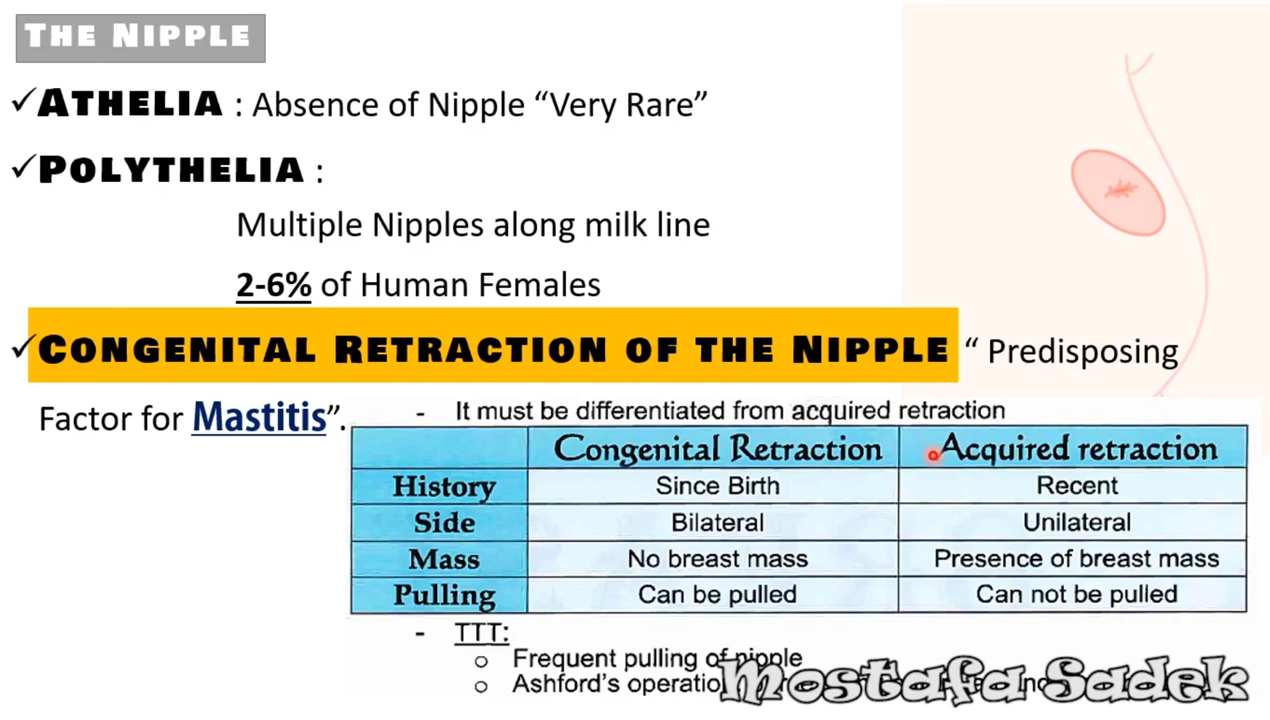 THE NIPPLE
✓ATHELIA : Absence of Nipple “Very Rare”
✓POLYTHELIA :
Multiple Nipples along milk line
2-6% of Human Females
✓CONGENITAL RETRACTION OF THE NIPPLE “ Predisposing
Factor for Mastitis”.
- It must be differentiated from acquired retraction
Congenital Retraction Acquired retraction
History Since Birth Recent
Side Bilateral Unilateral
Mass No breast mass Presence of breast mass
Pulling Can be pulled Can not be pulled
- TTT:
o Frequent pulling of nipple
o Ashford's operation
Mostafa Sadek